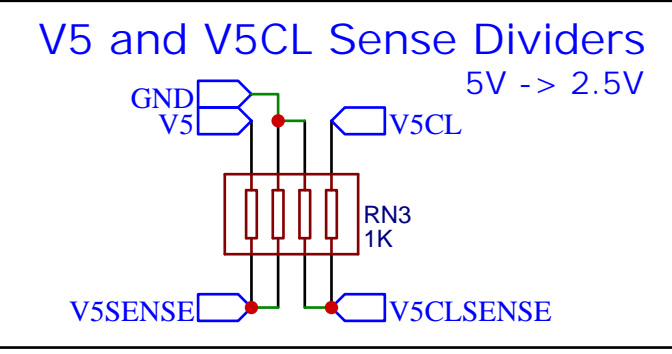 V5 and V5CL Sense Dividers
5V -> 2.5V
GND
V5
V5CL
RN3
1K
V5SENSE
V5CLSENSE